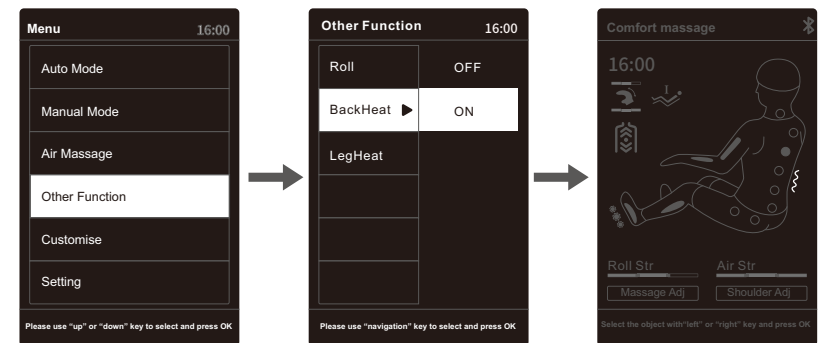 Menu 16:00
Auto Mode
Manual Mode
Air Massage
Other Function
Customise
Setting
Please use “up” or “down” key to select and press OK
Other Function 16:00
Roll OFF
BackHeat ▶ ON
LegHeat
Please use “navigation” key to select and press OK
Comfort massage
16:00
I
Roll Str Air Str
Massage Adj Shoulder Adj
Select the object with“left” or “right” key and press OK